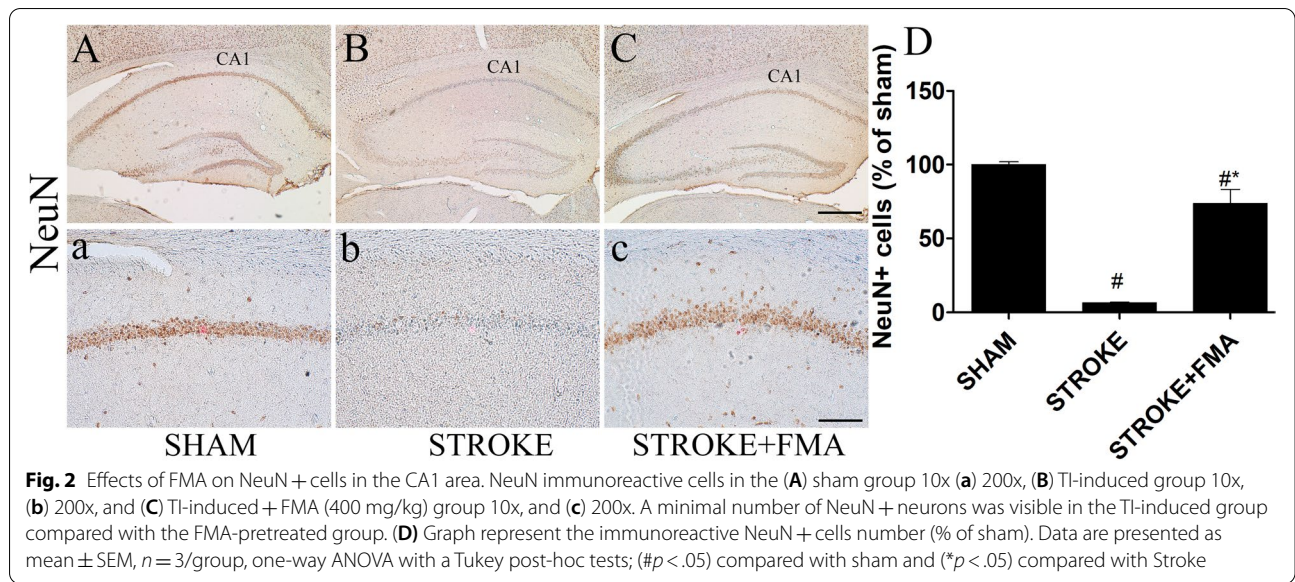 A
CA1
B
CA1
C
CA1
D
NeuN
a
b
c
SHAM
STROKE
STROKE+FMA
NeuN+ cells (% of sham)
150
100
50
0
#
#*
SHAM
STROKE
STROKE+FMA
Fig. 2 Effects of FMA on NeuN + cells in the CA1 area. NeuN immunoreactive cells in the (A) sham group 10x (a) 200x, (B) TI-induced group 10x,
(b) 200x, and (C) TI-induced + FMA (400 mg/kg) group 10x, and (c) 200x. A minimal number of NeuN + neurons was visible in the TI-induced group
compared with the FMA-pretreated group. (D) Graph represent the immunoreactive NeuN + cells number (% of sham). Data are presented as
mean ± SEM, n = 3/group, one-way ANOVA with a Tukey post-hoc tests; (#p < .05) compared with sham and (*p < .05) compared with Stroke